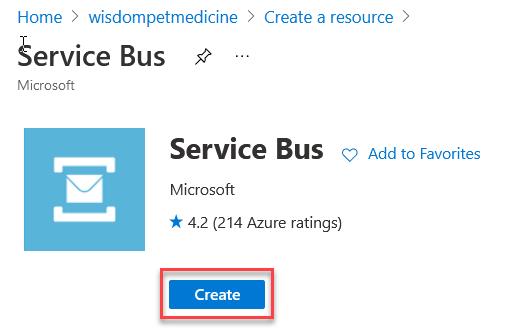 Home > wisdompetmedicine > Create a resource >
Service Bus ...
Microsoft
Service Bus Add to Favorites
Microsoft
4.2 (214 Azure ratings)
Create